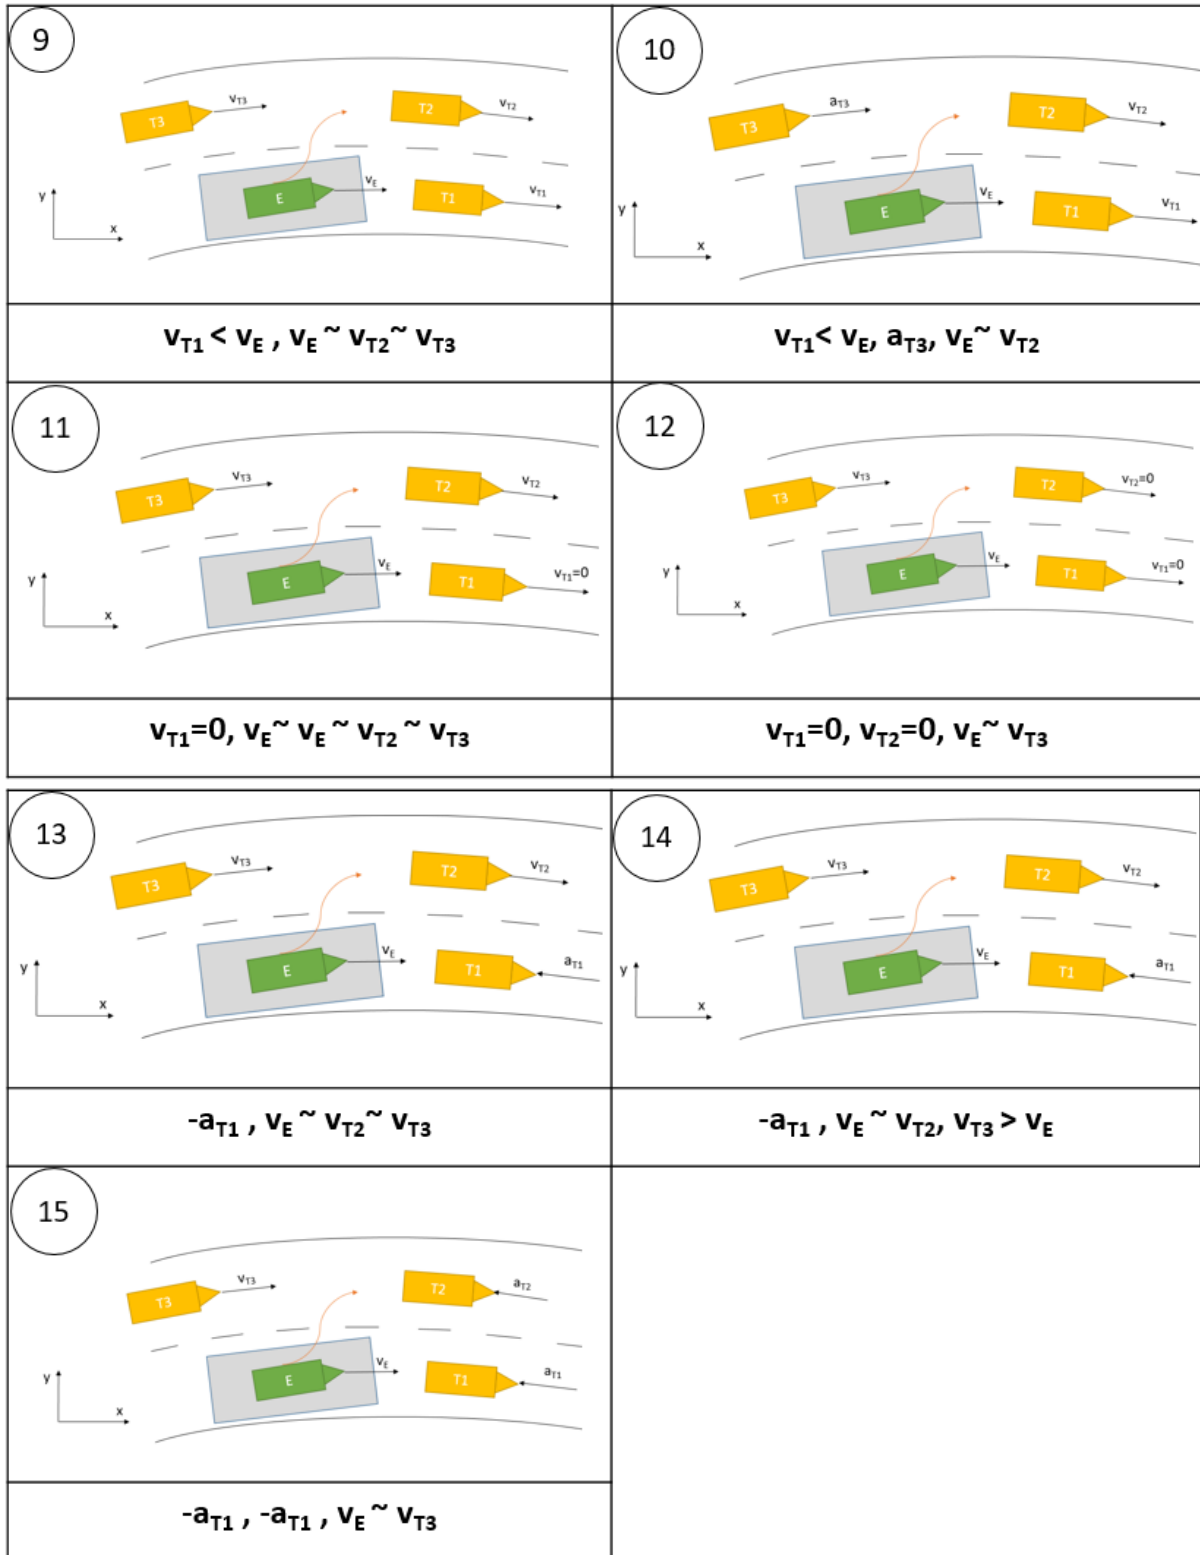 9
T3
vT3
T2
vT2
E
vE
T1
vT1
y
x
vT1 < vE , vE ~ vT2 ~ vT3
10
T3
aT3
T2
vT2
E
vE
T1
vT1
y
x
vT1 < vE, aT3, vE ~ vT2
11
T3
vT3
T2
vT2
E
vE
T1
vT1=0
y
x
vT1=0, vE ~ vE ~ vT2 ~ vT3
12
T3
vT3
T2
vT2=0
E
vE
T1
vT1=0
y
x
vT1=0, vT2=0, vE ~ vT3
13
T3
vT3
T2
vT2
E
vE
T1
aT1
y
x
-aT1 , vE ~ vT2 ~ vT3
14
T3
vT3
T2
vT2
E
vE
T1
aT1
y
x
-aT1 , vE ~ vT2, vT3 > vE
15
T3
vT3
T2
aT2
E
vE
T1
aT1
y
x
-aT1 , -aT1 , vE ~ vT3